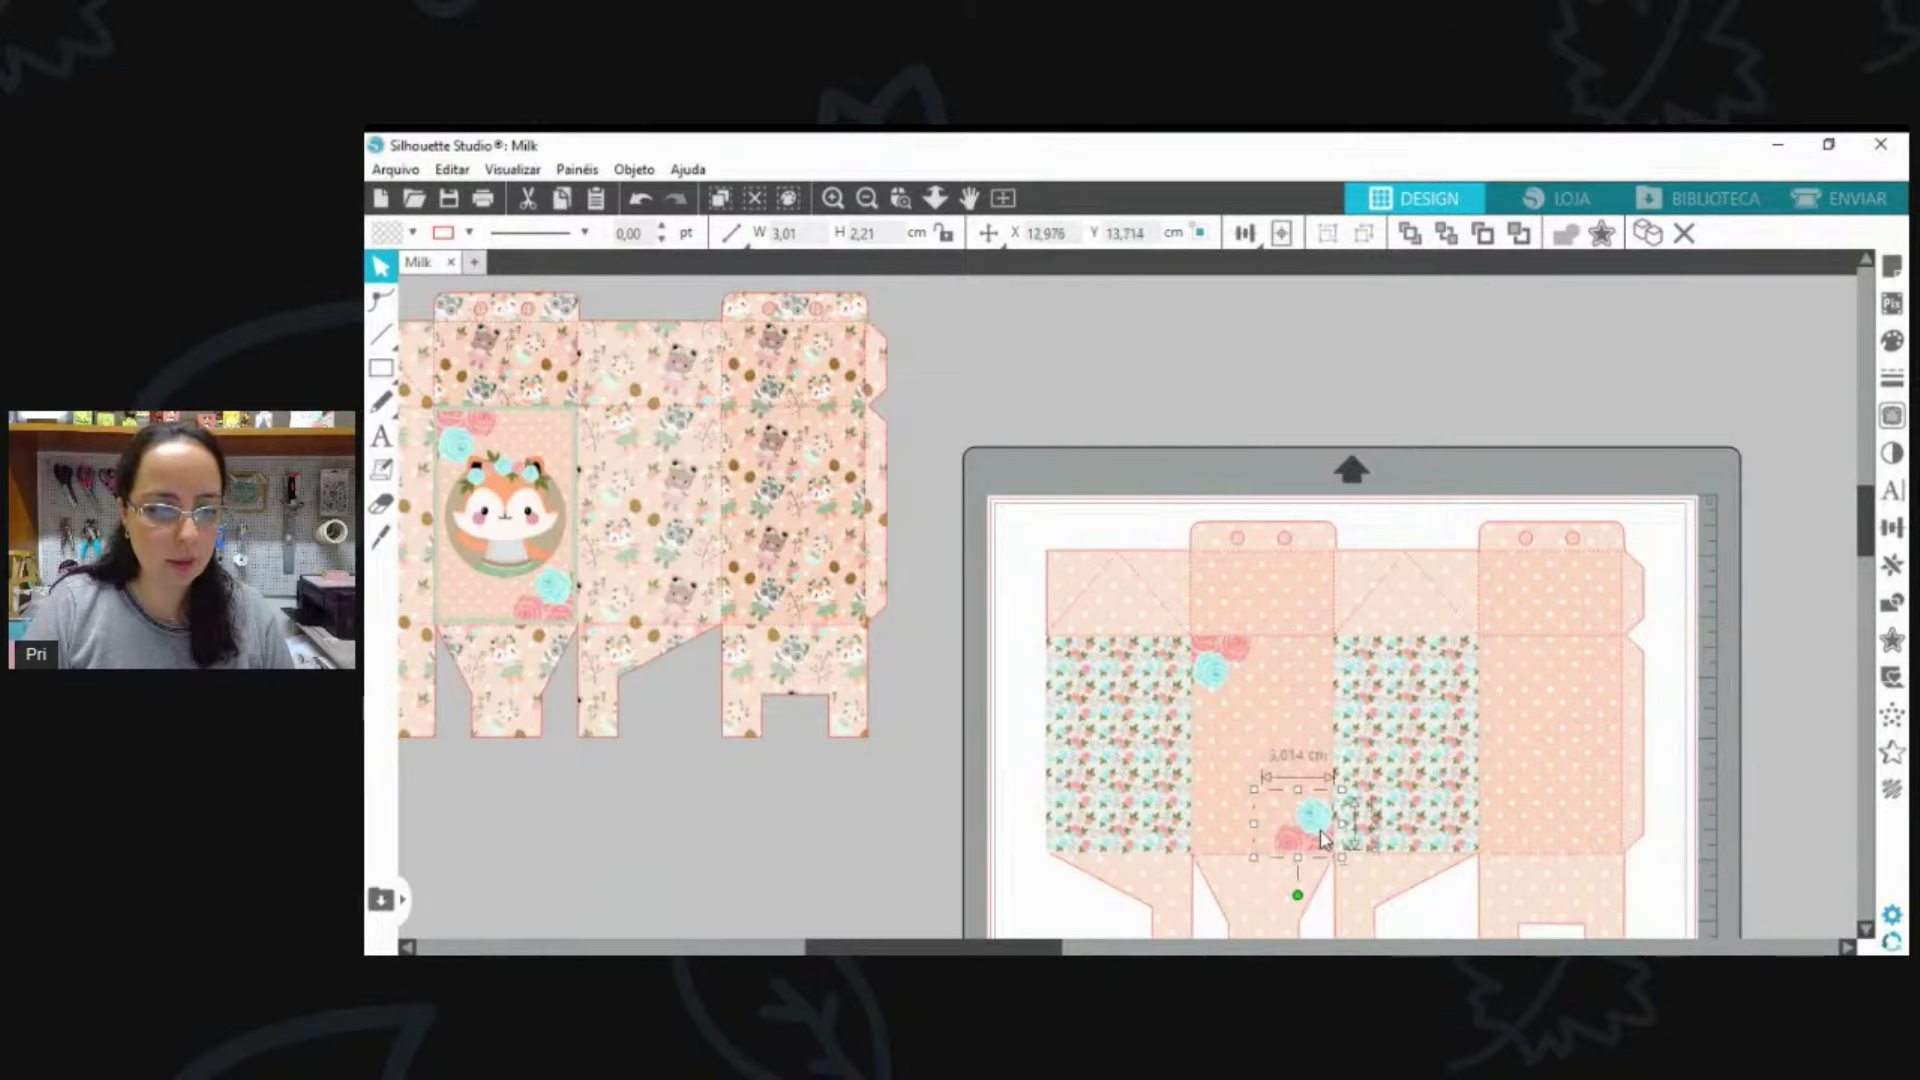 Silhouette Studio®: Milk
Arquivo Editar Visualizar Painéis Objeto Ajuda
DESIGN LOJA BIBLIOTECA ENVIAR
0,00 pt W 3,01 H 2,21 cm X 12,976 Y 13,714 cm
Milk × +
Pix
A
A
3,014 cm
Pri